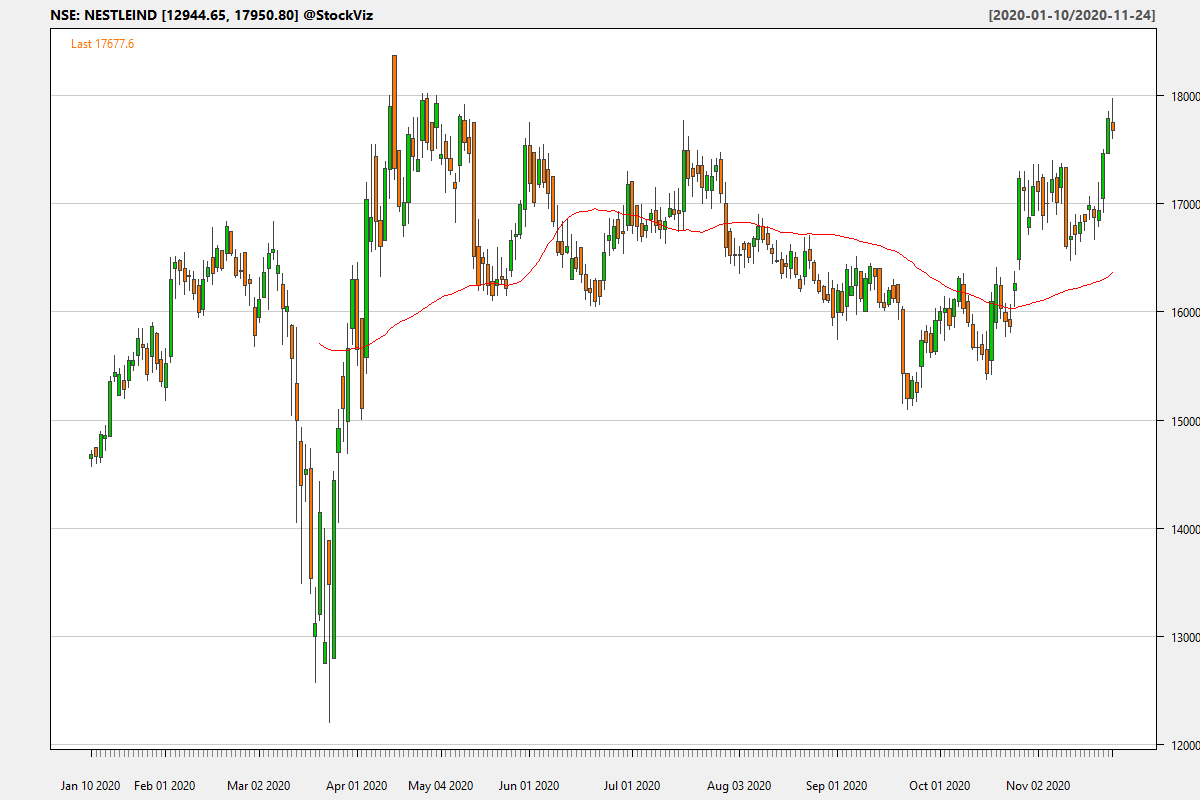 NSE: NESTLEIND [12944.65, 17950.80] @StockViz
[2020-01-10/2020-11-24]
Last 17677.6
18000
17000
16000
15000
14000
13000
12000
Jan 10 2020 Feb 01 2020 Mar 02 2020 Apr 01 2020 May 04 2020 Jun 01 2020 Jul 01 2020 Aug 03 2020 Sep 01 2020 Oct 01 2020 Nov 02 2020